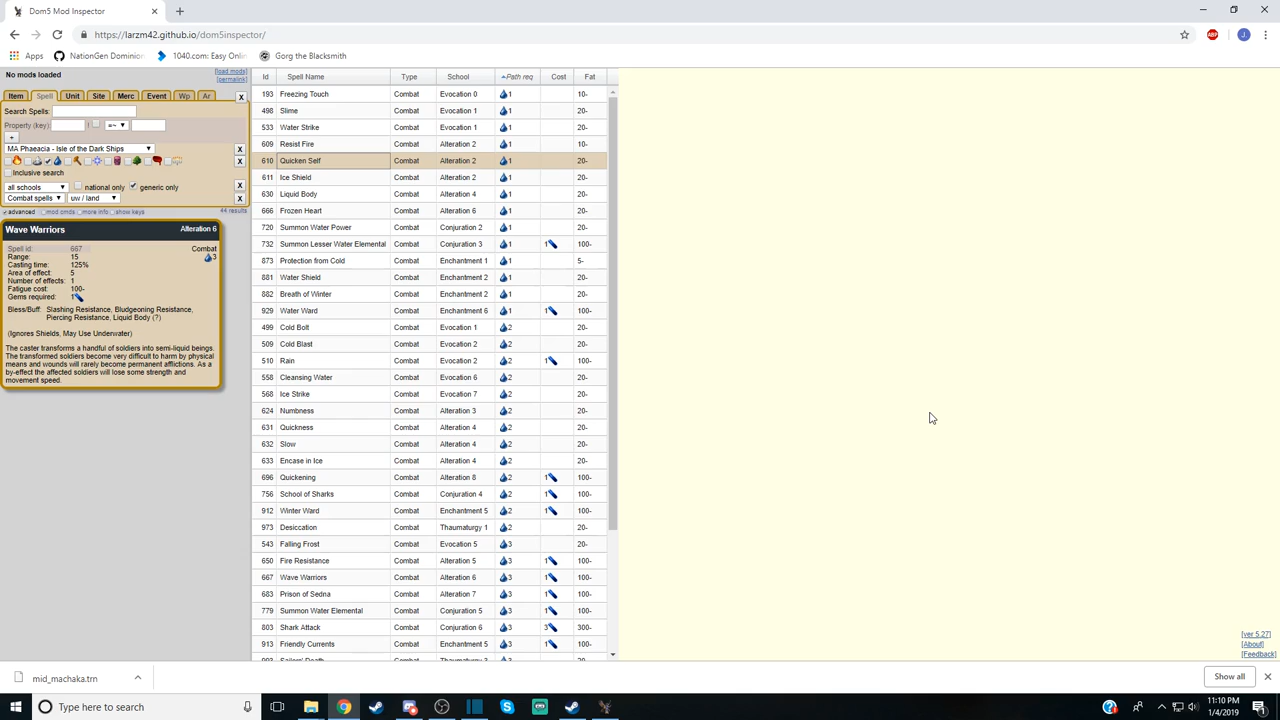 Dom5 Mod Inspector
https://larzm42.github.io/dom5inspector/
Apps NationGen Dominion 1040.com: Easy Onlin Gorg the Blacksmith
No mods loaded
[load mods]
[permalink]
Item Spell Unit Site Merc Event Wp Ar X
Search Spells:
Property (key): ! =~
+
MA Phaeacia - Isle of the Dark Ships X
X
Inclusive search
all schools national only generic only X
Combat spells uw / land X
advanced mod cmds more info show keys 44 results
Wave Warriors Alteration 6
Spell id: 667 Combat
Range: 15 3
Casting time: 125%
Area of effect: 5
Number of effects: 1
Fatigue cost: 100-
Gems required: 1
Bless/Buff: Slashing Resistance, Bludgeoning Resistance,
Piercing Resistance, Liquid Body (?)
(Ignores Shields, May Use Underwater)
The caster transforms a handful of soldiers into semi-liquid beings.
The transformed soldiers become very difficult to harm by physical
means and wounds will rarely become permanent afflictions. As a
by-effect the affected soldiers will lose some strength and
movement speed.
Id Spell Name Type School Path req Cost Fat
193 Freezing Touch Combat Evocation 0 1 10-
498 Slime Combat Evocation 1 1 20-
533 Water Strike Combat Evocation 1 1 20-
609 Resist Fire Combat Alteration 2 1 10-
610 Quicken Self Combat Alteration 2 1 20-
611 Ice Shield Combat Alteration 2 1 20-
630 Liquid Body Combat Alteration 4 1 20-
666 Frozen Heart Combat Alteration 6 1 20-
720 Summon Water Power Combat Conjuration 2 1 20-
732 Summon Lesser Water Elemental Combat Conjuration 3 1 1 100-
873 Protection from Cold Combat Enchantment 1 1 5-
881 Water Shield Combat Enchantment 2 1 20-
882 Breath of Winter Combat Enchantment 2 1 20-
929 Water Ward Combat Enchantment 6 1 1 100-
499 Cold Bolt Combat Evocation 1 2 20-
509 Cold Blast Combat Evocation 2 2 20-
510 Rain Combat Evocation 2 2 1 100-
558 Cleansing Water Combat Evocation 6 2 20-
568 Ice Strike Combat Evocation 7 2 20-
624 Numbness Combat Alteration 3 2 20-
631 Quickness Combat Alteration 4 2 20-
632 Slow Combat Alteration 4 2 20-
633 Encase in Ice Combat Alteration 4 2 20-
696 Quickening Combat Alteration 8 2 1 100-
756 School of Sharks Combat Conjuration 4 2 1 100-
912 Winter Ward Combat Enchantment 5 2 1 100-
973 Desiccation Combat Thaumaturgy 1 2 20-
543 Falling Frost Combat Evocation 5 3 20-
650 Fire Resistance Combat Alteration 5 3 1 100-
667 Wave Warriors Combat Alteration 6 3 1 100-
683 Prison of Sedna Combat Alteration 7 3 1 100-
779 Summon Water Elemental Combat Conjuration 5 3 1 100-
803 Shark Attack Combat Conjuration 6 3 3 300-
913 Friendly Currents Combat Enchantment 5 3 1 100-
[ver 5.27]
[About]
[Feedback]
mid_machaka.trn
Show all
Type here to search
11:10 PM
1/4/2019